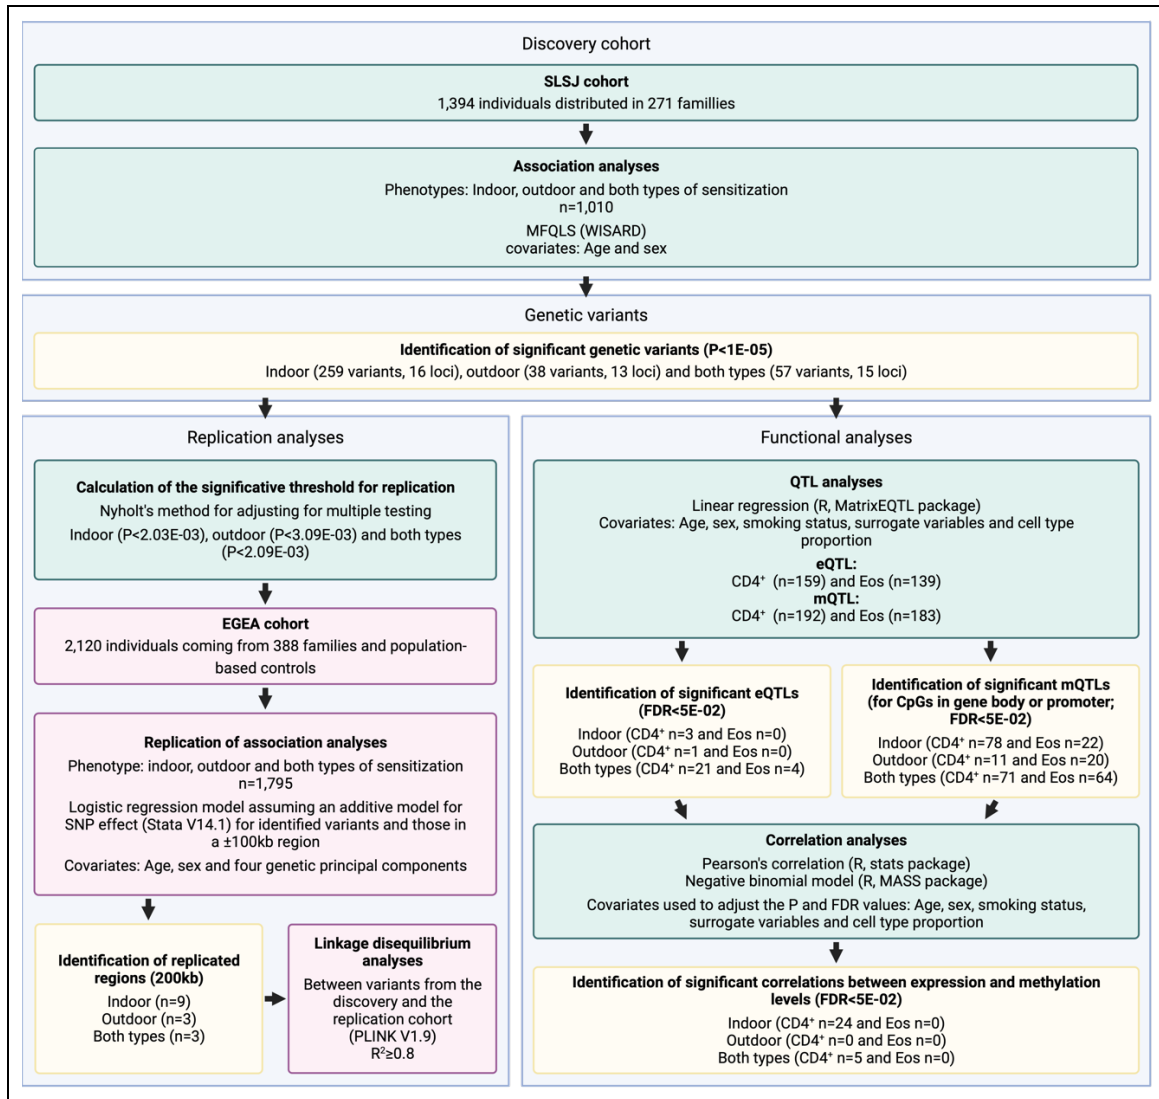 Discovery cohort
SLSJ cohort
1,394 individuals distributed in 271 famillies
Association analyses
Phenotypes: Indoor, outdoor and both types of sensitization
n=1,010
MFQLS (WISARD)
covariates: Age and sex
Genetic variants
Identification of significant genetic variants (P<1E-05)
Indoor (259 variants, 16 loci), outdoor (38 variants, 13 loci) and both types (57 variants, 15 loci)
Replication analyses
Calculation of the significative threshold for replication
Nyholt's method for adjusting for multiple testing
Indoor (P<2.03E-03), outdoor (P<3.09E-03) and both types
(P<2.09E-03)
EGEA cohort
2,120 individuals coming from 388 families and population-
based controls
Replication of association analyses
Phenotype: indoor, outdoor and both types of sensitization
n=1,795
Logistic regression model assuming an additive model for
SNP effect (Stata V14.1) for identified variants and those in
a ±100kb region
Covariates: Age, sex and four genetic principal components
Identification of replicated
regions (200kb)
Indoor (n=9)
Outdoor (n=3)
Both types (n=3)
Linkage disequilibrium
analyses
Between variants from the
discovery and the
replication cohort
(PLINK V1.9)
R²≥0.8
Functional analyses
QTL analyses
Linear regression (R, MatrixEQTL package)
Covariates: Age, sex, smoking status, surrogate variables and cell type
proportion
eQTL:
CD4⁺ (n=159) and Eos (n=139)
mQTL:
CD4⁺ (n=192) and Eos (n=183)
Identification of significant eQTLs
(FDR<5E-02)
Indoor (CD4⁺ n=3 and Eos n=0)
Outdoor (CD4⁺ n=1 and Eos n=0)
Both types (CD4⁺ n=21 and Eos n=4)
Identification of significant mQTLs
(for CpGs in gene body or promoter;
FDR<5E-02)
Indoor (CD4⁺ n=78 and Eos n=22)
Outdoor (CD4⁺ n=11 and Eos n=20)
Both types (CD4⁺ n=71 and Eos n=64)
Correlation analyses
Pearson's correlation (R, stats package)
Negative binomial model (R, MASS package)
Covariates used to adjust the P and FDR values: Age, sex, smoking status,
surrogate variables and cell type proportion
Identification of significant correlations between expression and methylation
levels (FDR<5E-02)
Indoor (CD4⁺ n=24 and Eos n=0)
Outdoor (CD4⁺ n=0 and Eos n=0)
Both types (CD4⁺ n=5 and Eos n=0)